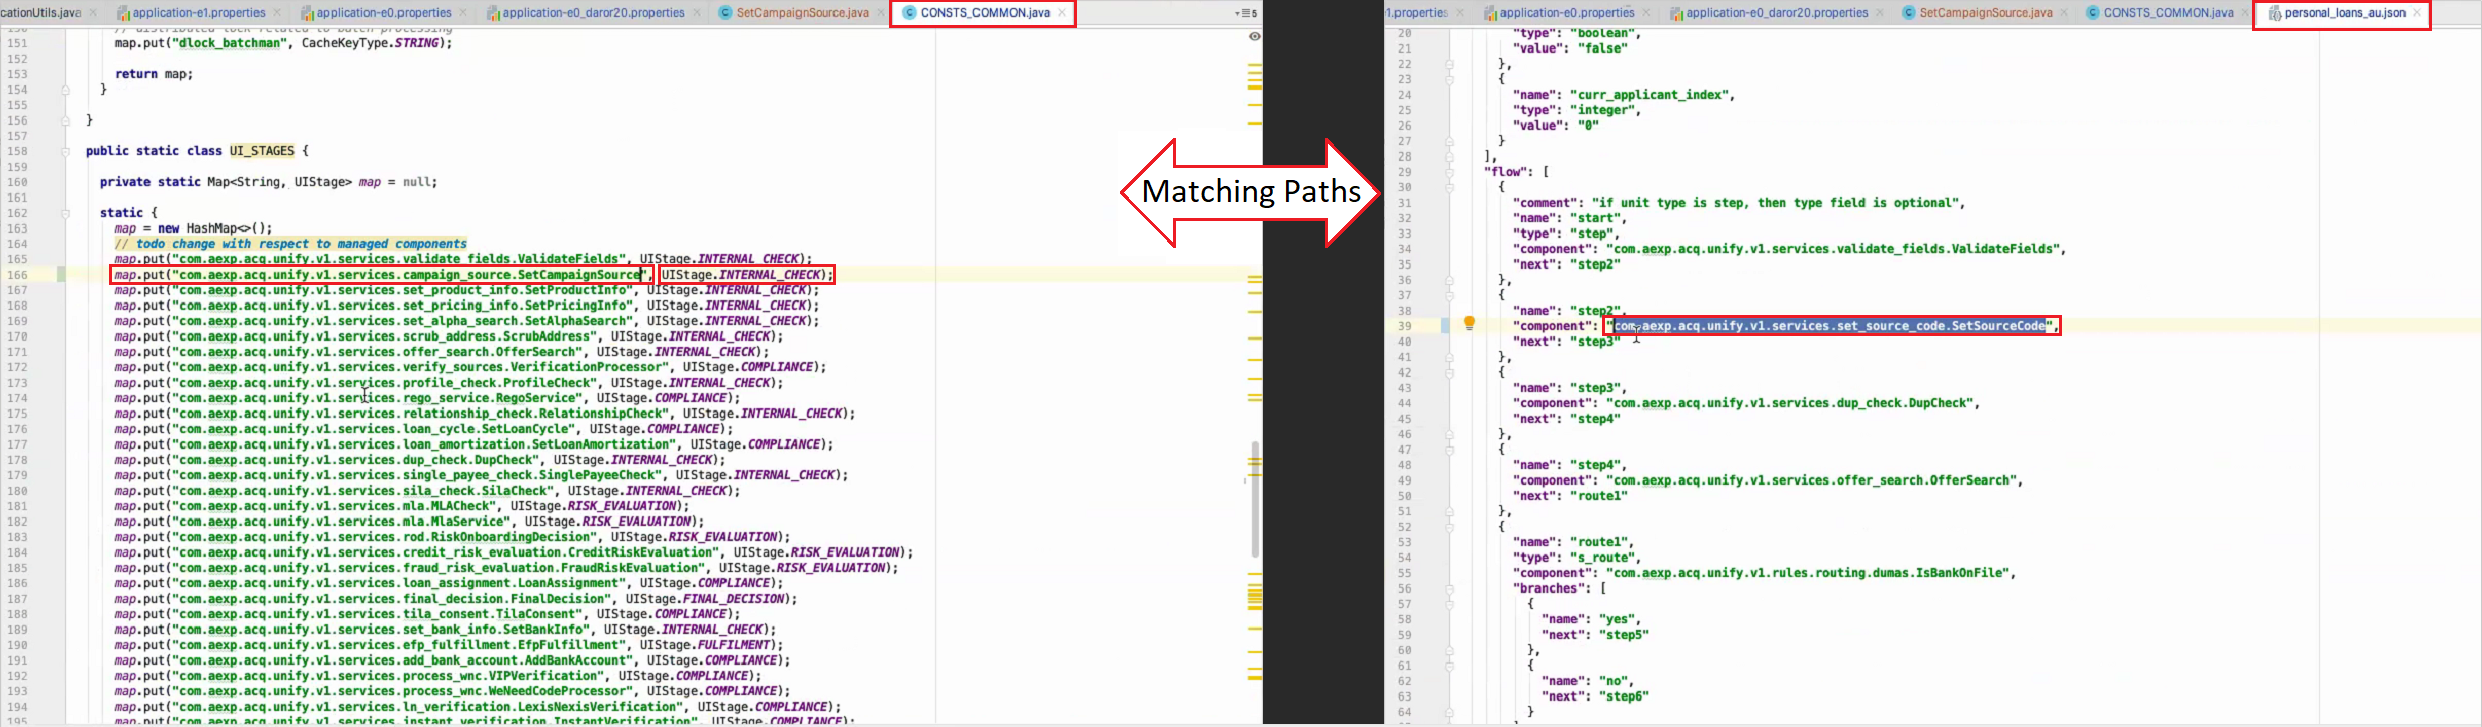 cationUtils.java
application-e1.properties
application-e0.properties
application-e0_daror20.properties
SetCampaignSource.java
CONSTS_COMMON.java
5
151 map.put("dlock_batchman", CacheKeyType.STRING);
152
153 return map;
154 }
155
156 }
157
158 public static class UI_STAGES {
159
160 private static Map<String, UIStage> map = null;
161
162 static {
163 map = new HashMap<>();
164 // todo change with respect to managed components
165 map.put("com.aexp.acq.unify.v1.services.validate_fields.ValidateFields", UIStage.INTERNAL_CHECK);
166 map.put("com.aexp.acq.unify.v1.services.campaign_source.SetCampaignSource", UIStage.INTERNAL_CHECK);
167 map.put("com.aexp.acq.unify.v1.services.set_product_info.SetProductInfo", UIStage.INTERNAL_CHECK);
168 map.put("com.aexp.acq.unify.v1.services.set_pricing_info.SetPricingInfo", UIStage.INTERNAL_CHECK);
169 map.put("com.aexp.acq.unify.v1.services.set_alpha_search.SetAlphaSearch", UIStage.INTERNAL_CHECK);
170 map.put("com.aexp.acq.unify.v1.services.scrub_address.ScrubAddress", UIStage.INTERNAL_CHECK);
171 map.put("com.aexp.acq.unify.v1.services.offer_search.OfferSearch", UIStage.INTERNAL_CHECK);
172 map.put("com.aexp.acq.unify.v1.services.verify_sources.VerificationProcessor", UIStage.COMPLIANCE);
173 map.put("com.aexp.acq.unify.v1.services.profile_check.ProfileCheck", UIStage.INTERNAL_CHECK);
174 map.put("com.aexp.acq.unify.v1.services.rego_service.RegoService", UIStage.COMPLIANCE);
175 map.put("com.aexp.acq.unify.v1.services.relationship_check.RelationshipCheck", UIStage.INTERNAL_CHECK);
176 map.put("com.aexp.acq.unify.v1.services.loan_cycle.SetLoanCycle", UIStage.COMPLIANCE);
177 map.put("com.aexp.acq.unify.v1.services.loan_amortization.SetLoanAmortization", UIStage.COMPLIANCE);
178 map.put("com.aexp.acq.unify.v1.services.dup_check.DupCheck", UIStage.INTERNAL_CHECK);
179 map.put("com.aexp.acq.unify.v1.services.single_payee_check.SinglePayeeCheck", UIStage.INTERNAL_CHECK);
180 map.put("com.aexp.acq.unify.v1.services.sila_check.SilaCheck", UIStage.INTERNAL_CHECK);
181 map.put("com.aexp.acq.unify.v1.services.mla.MLACheck", UIStage.RISK_EVALUATION);
182 map.put("com.aexp.acq.unify.v1.services.mla.MlaService", UIStage.RISK_EVALUATION);
183 map.put("com.aexp.acq.unify.v1.services.rod.RiskOnboardingDecision", UIStage.RISK_EVALUATION);
184 map.put("com.aexp.acq.unify.v1.services.credit_risk_evaluation.CreditRiskEvaluation", UIStage.RISK_EVALUATION);
185 map.put("com.aexp.acq.unify.v1.services.fraud_risk_evaluation.FraudRiskEvaluation", UIStage.RISK_EVALUATION);
186 map.put("com.aexp.acq.unify.v1.services.loan_assignment.LoanAssignment", UIStage.COMPLIANCE);
187 map.put("com.aexp.acq.unify.v1.services.final_decision.FinalDecision", UIStage.FINAL_DECISION);
188 map.put("com.aexp.acq.unify.v1.services.tila_consent.TilaConsent", UIStage.COMPLIANCE);
189 map.put("com.aexp.acq.unify.v1.services.set_bank_info.SetBankInfo", UIStage.INTERNAL_CHECK);
190 map.put("com.aexp.acq.unify.v1.services.efp_fulfillment.EfpFulfillment", UIStage.FULFILMENT);
191 map.put("com.aexp.acq.unify.v1.services.add_bank_account.AddBankAccount", UIStage.COMPLIANCE);
192 map.put("com.aexp.acq.unify.v1.services.process_wnc.VIPVerification", UIStage.COMPLIANCE);
193 map.put("com.aexp.acq.unify.v1.services.process_wnc.WeNeedCodeProcessor", UIStage.COMPLIANCE);
194 map.put("com.aexp.acq.unify.v1.services.ln_verification.LexisNexisVerification", UIStage.COMPLIANCE);
195 map.put("com.aexp.acq.unify.v1.services.instant_verification.InstantVerification", UIStage.COMPLIANCE);
Matching Paths
1.properties
application-e0.properties
application-e0_daror20.properties
SetCampaignSource.java
CONSTS_COMMON.java
personal_loans_au.json
20 "type": "boolean",
21 "value": "false"
22 },
23 {
24 "name": "curr_applicant_index",
25 "type": "integer",
26 "value": "0"
27 }
28 ],
29 "flow": [
30 {
31 "comment": "if unit type is step, then type field is optional",
32 "name": "start",
33 "type": "step",
34 "component": "com.aexp.acq.unify.v1.services.validate_fields.ValidateFields",
35 "next": "step2"
36 },
37 {
38 "name": "step2",
39 "component": "com.aexp.acq.unify.v1.services.set_source_code.SetSourceCode",
40 "next": "step3"
41 },
42 {
43 "name": "step3",
44 "component": "com.aexp.acq.unify.v1.services.dup_check.DupCheck",
45 "next": "step4"
46 },
47 {
48 "name": "step4",
49 "component": "com.aexp.acq.unify.v1.services.offer_search.OfferSearch",
50 "next": "route1"
51 },
52 {
53 "name": "route1",
54 "type": "s_route",
55 "component": "com.aexp.acq.unify.v1.rules.routing.dumas.IsBankOnFile",
56 "branches": [
57 {
58 "name": "yes",
59 "next": "step5"
60 },
61 {
62 "name": "no",
63 "next": "step6"
64 }